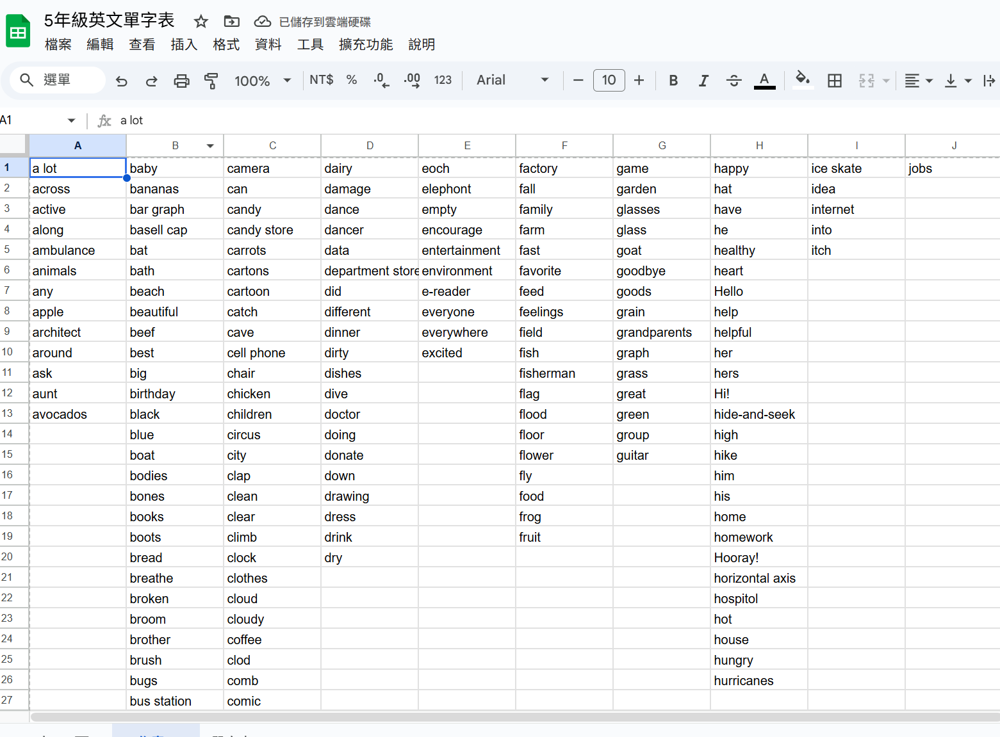 5年級英文單字表 已儲存到雲端硬碟
檔案 編輯 查看 插入 格式 資料 工具 擴充功能 說明
選單 100% NT$ % .0 .00 123 Arial 10 B I S A
A1 fx a lot
A B C D E F G H I J
1 a lot baby camera dairy eoch factory game happy ice skate jobs
2 across bananas can damage elephont fall garden hat idea
3 active bar graph candy dance empty family glasses have internet
4 along basell cap candy store dancer encourage farm glass he into
5 ambulance bat carrots data entertainment fast goat healthy itch
6 animals bath cartons department store environment favorite goodbye heart
7 any beach cartoon did e-reader feed goods Hello
8 apple beautiful catch different everyone feelings grain help
9 architect beef cave dinner everywhere field grandparents helpful
10 around best cell phone dirty excited fish graph her
11 ask big chair dishes fisherman grass hers
12 aunt birthday chicken dive flag great Hi!
13 avocados black children doctor flood green hide-and-seek
14 blue circus doing floor group high
15 boat city donate flower guitar hike
16 bodies clap down fly him
17 bones clean drawing food his
18 books clear dress frog home
19 boots climb drink fruit homework
20 bread clock dry Hooray!
21 breathe clothes horizontal axis
22 broken cloud hospitol
23 broom cloudy hot
24 brother coffee house
25 brush clod hungry
26 bugs comb hurricanes
27 bus station comic